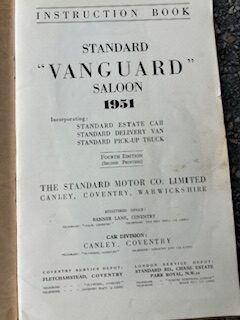 INSTRUCTION BOOK
STANDARD
"VANGUARD"
SALOON
1951
Incorporating:
STANDARD ESTATE CAR
STANDARD DELIVERY VAN
STANDARD PICK-UP TRUCK
FOURTH EDITION
(SECOND PRINTING)
THE STANDARD MOTOR CO. LIMITED
CANLEY, COVENTRY, WARWICKSHIRE
REGISTERED OFFICE:
BANNER LANE, COVENTRY
CAR DIVISION:
CANLEY, COVENTRY
COVENTRY SERVICE DEPOT:
FLETCHAMSTEAD, COVENTRY
LONDON SERVICE DEPOT:
STANDARD RD., CHASE ESTATE
PARK ROYAL, N.W.10